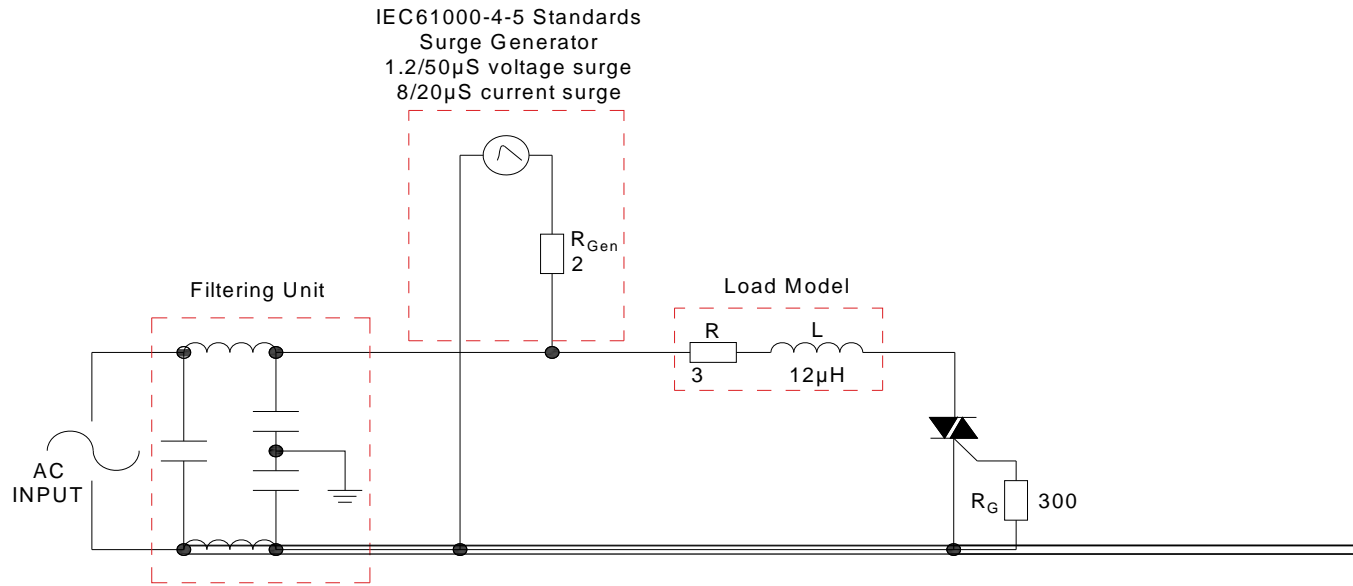 IEC61000-4-5 Standards
Surge Generator
1.2/50µS voltage surge
8/20µS current surge
RGen
2
Filtering Unit
Load Model
R
L
3
12µH
AC
INPUT
RG
300